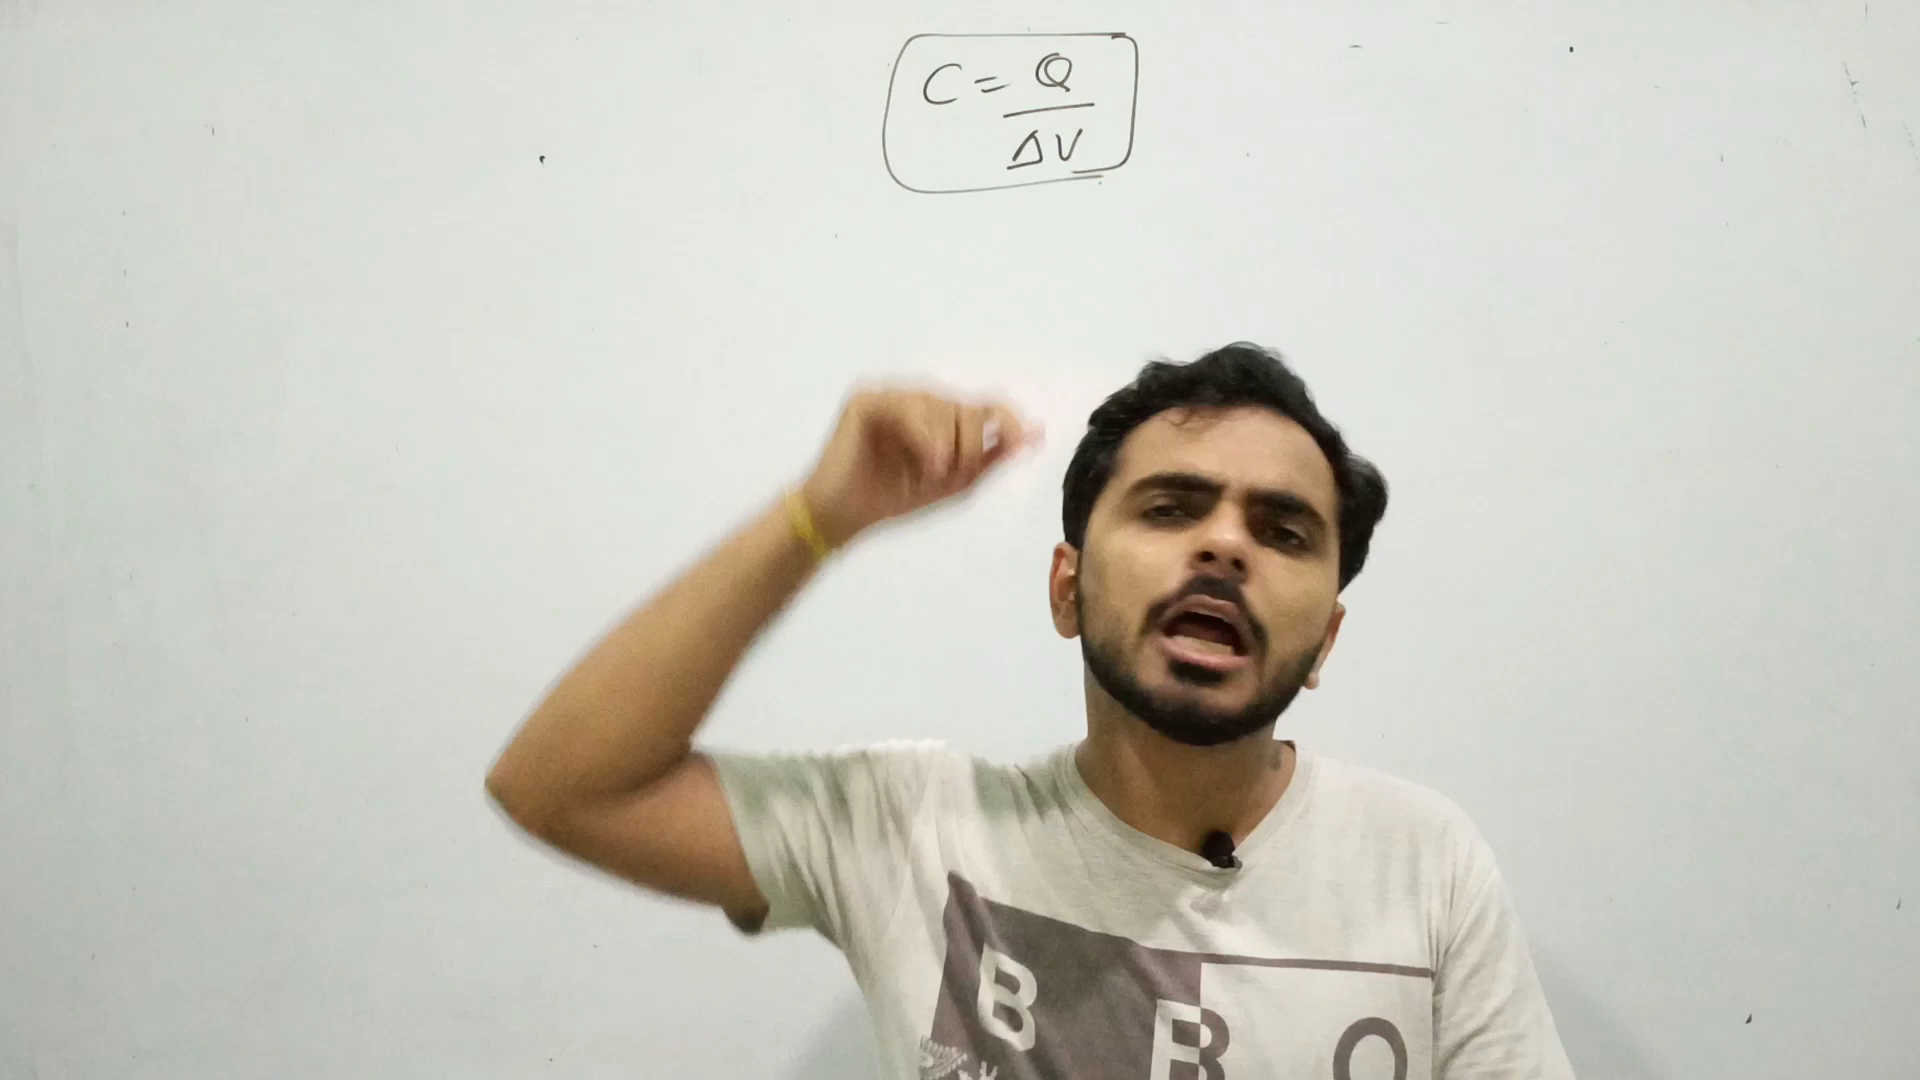 C = Q
ΔV
B
B O